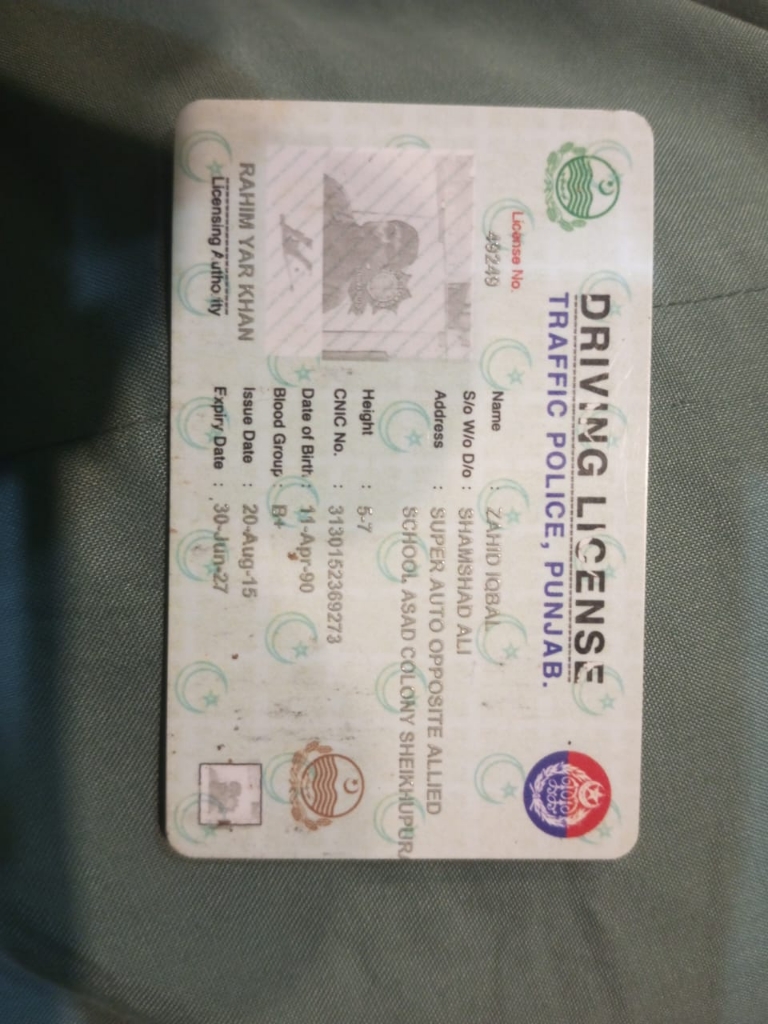 DRIVING LICENSE
TRAFFIC POLICE, PUNJAB.
License No.
49249
Name : ZAHID IQBAL
S/o W/o D/o : SHAMSHAD ALI
Address : SUPER AUTO OPPOSITE ALLIED
SCHOOL ASAD COLONY SHEIKHUPUR
Height : 5-7
CNIC No. : 3130152369273
Date of Birth : 11-Apr-90
Blood Group : B+
Issue Date : 20-Aug-15
Expiry Date : 30-Jun-27
RAHIM YAR KHAN
Licensing Authority